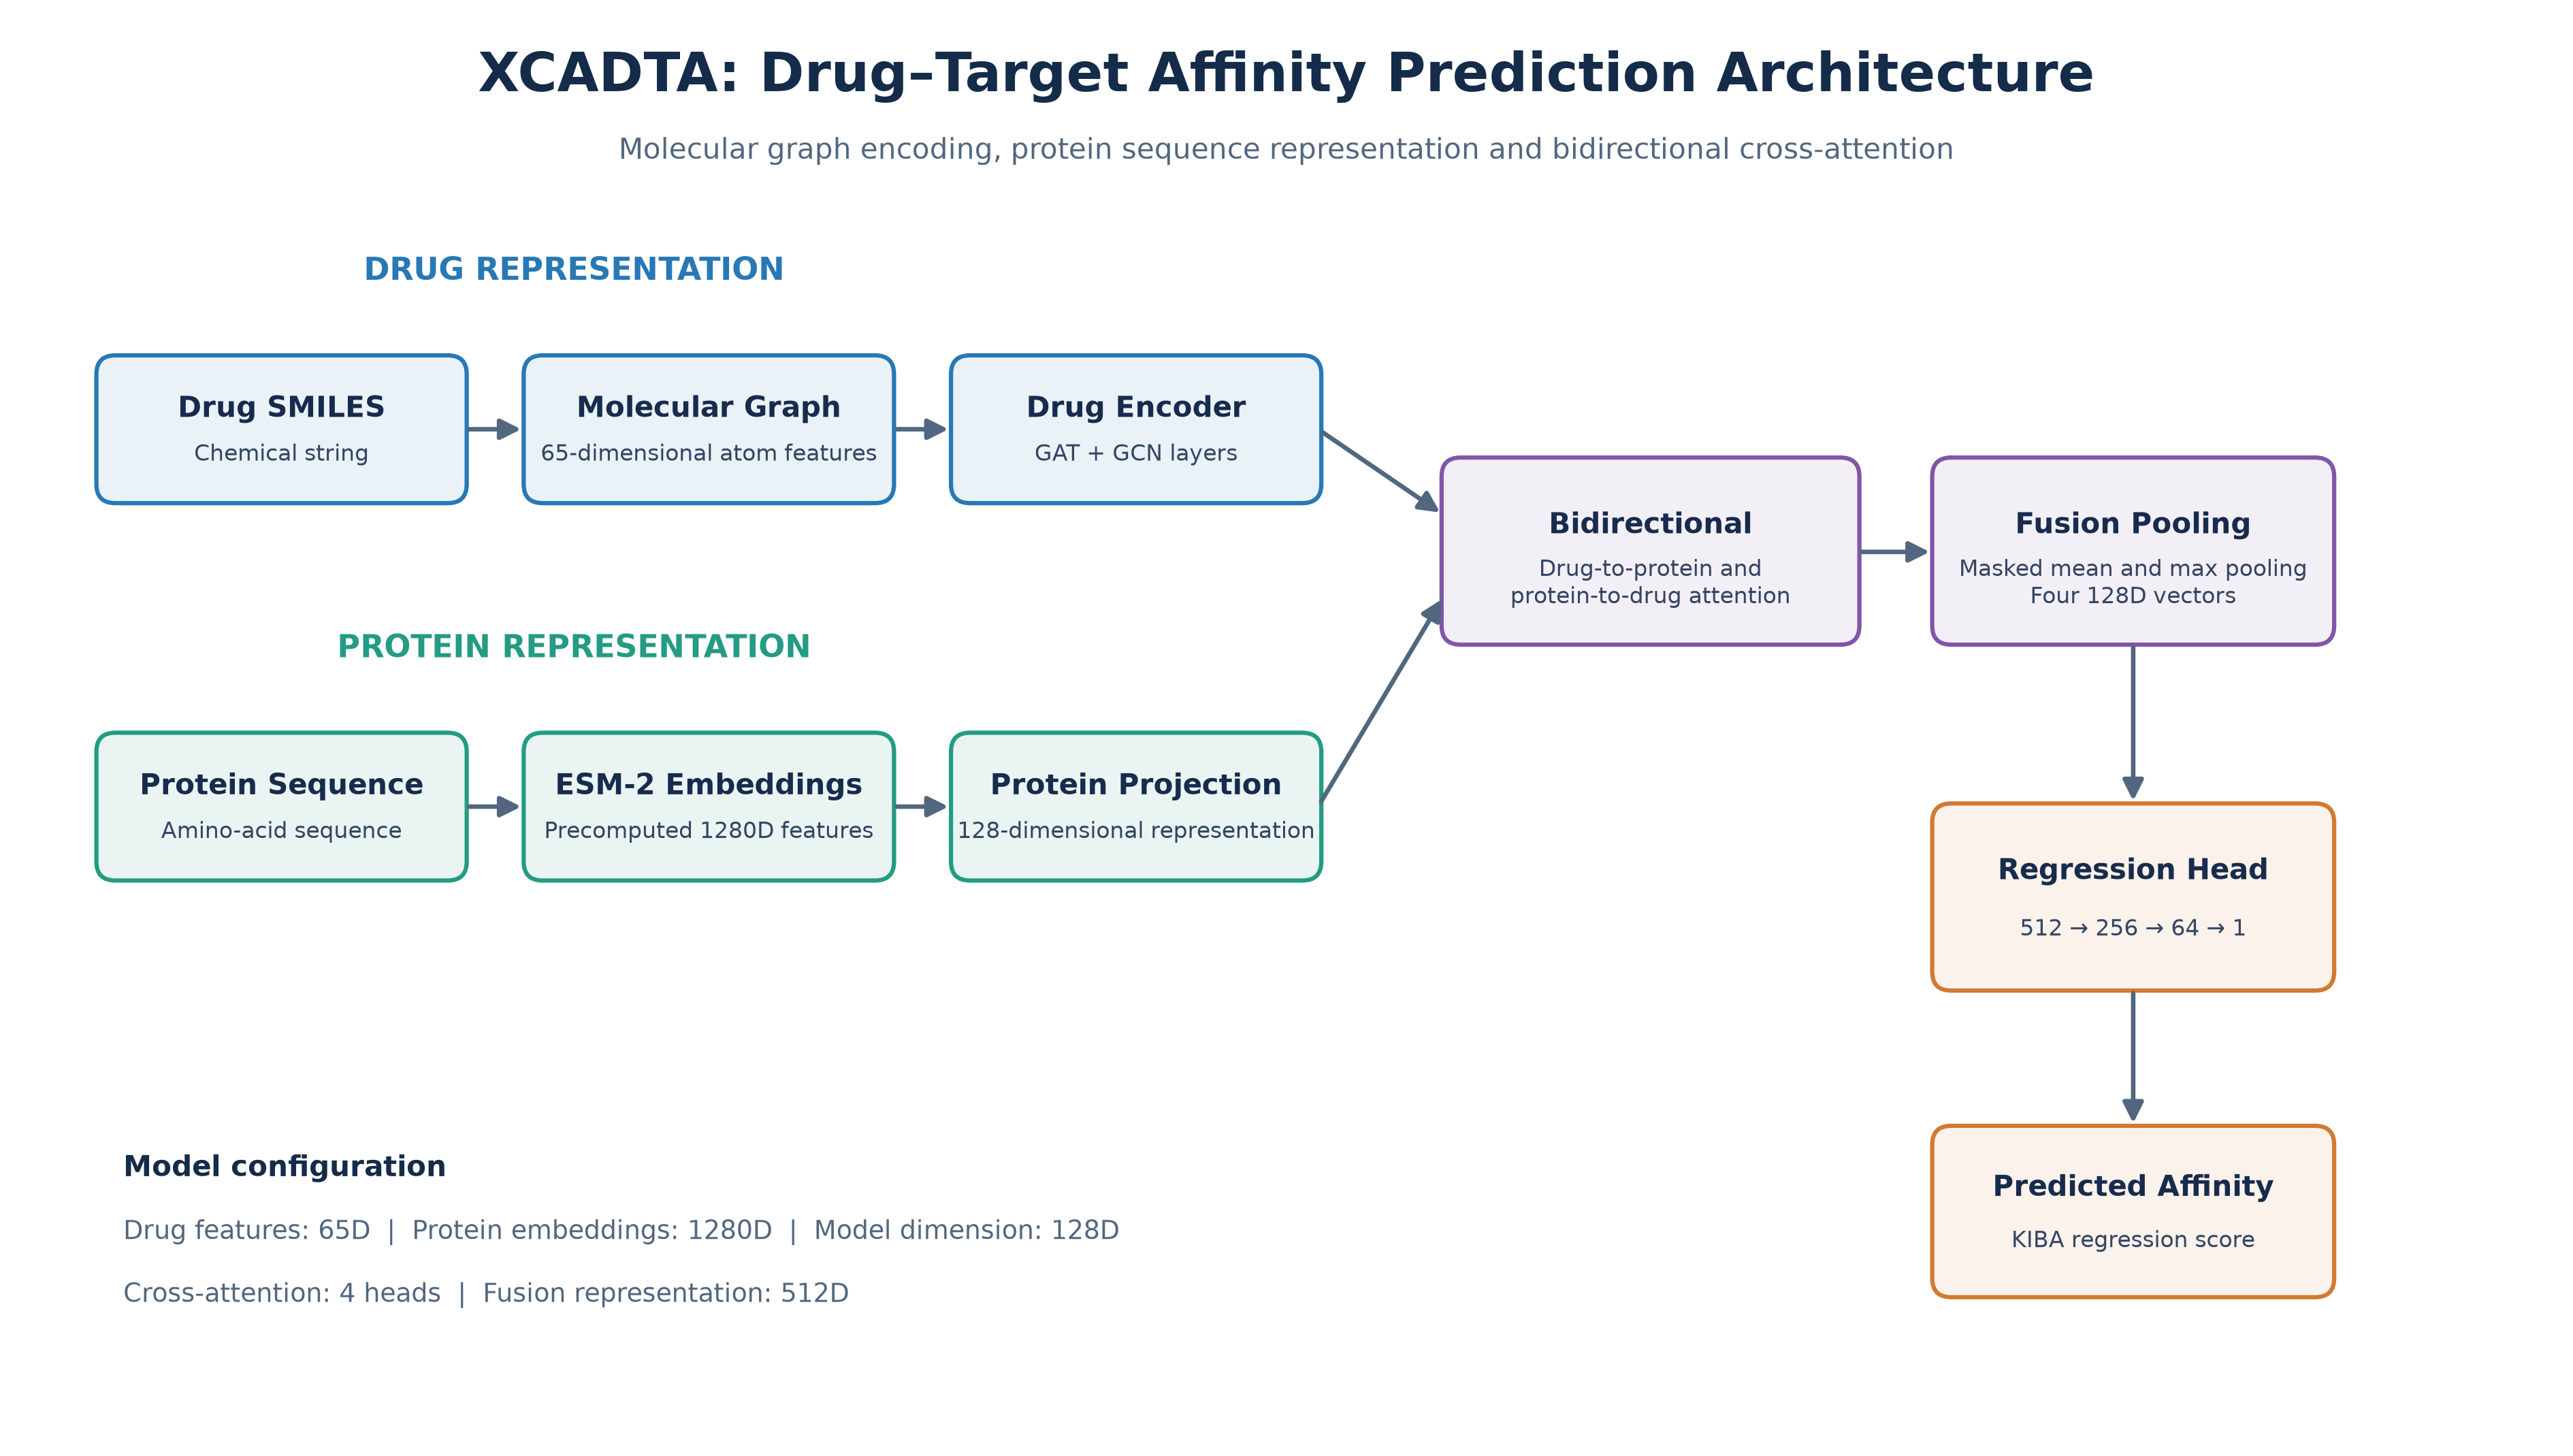 XCADTA: Drug–Target Affinity Prediction Architecture
Molecular graph encoding, protein sequence representation and bidirectional cross-attention
DRUG REPRESENTATION
Drug SMILES
Chemical string
Molecular Graph
65-dimensional atom features
Drug Encoder
GAT + GCN layers
Bidirectional
Drug-to-protein and
protein-to-drug attention
Fusion Pooling
Masked mean and max pooling
Four 128D vectors
PROTEIN REPRESENTATION
Protein Sequence
Amino-acid sequence
ESM-2 Embeddings
Precomputed 1280D features
Protein Projection
128-dimensional representation
Regression Head
512 → 256 → 64 → 1
Predicted Affinity
KIBA regression score
Model configuration
Drug features: 65D | Protein embeddings: 1280D | Model dimension: 128D
Cross-attention: 4 heads | Fusion representation: 512D